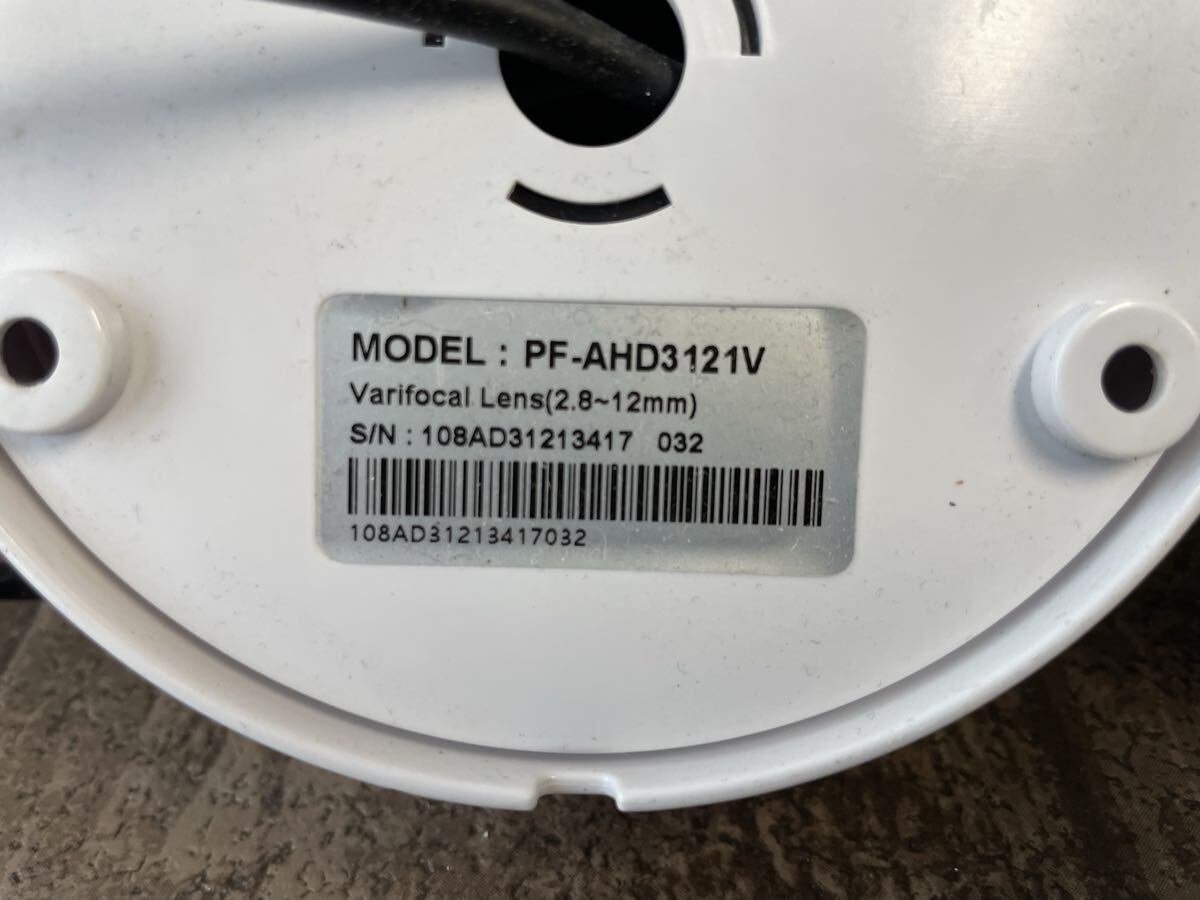 MODEL : PF-AHD3121V
Varifocal Lens(2.8~12mm)
S/N : 108AD31213417 032
108AD31213417032